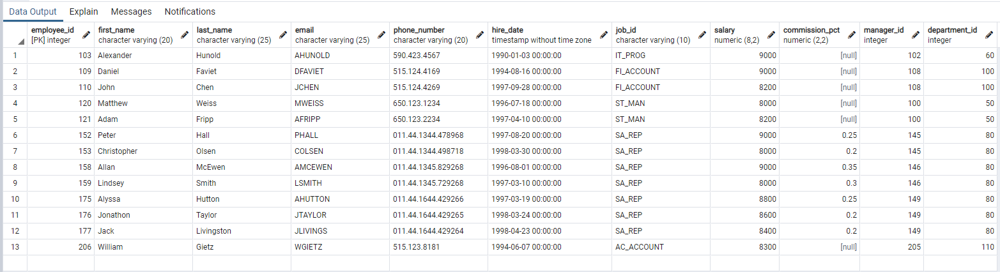 Data Output Explain Messages Notifications
employee_id first_name last_name email phone_number hire_date job_id salary commission_pct manager_id department_id
[PK] integer character varying (20) character varying (25) character varying (25) character varying (20) timestamp without time zone character varying (10) numeric (8,2) numeric (2,2) integer integer
1 103 Alexander Hunold AHUNOLD 590.423.4567 1990-01-03 00:00:00 IT_PROG 9000 [null] 102 60
2 109 Daniel Faviet DFAVIET 515.124.4169 1994-08-16 00:00:00 FI_ACCOUNT 9000 [null] 108 100
3 110 John Chen JCHEN 515.124.4269 1997-09-28 00:00:00 FI_ACCOUNT 8200 [null] 108 100
4 120 Matthew Weiss MWEISS 650.123.1234 1996-07-18 00:00:00 ST_MAN 8000 [null] 100 50
5 121 Adam Fripp AFRIPP 650.123.2234 1997-04-10 00:00:00 ST_MAN 8200 [null] 100 50
6 152 Peter Hall PHALL 011.44.1344.478968 1997-08-20 00:00:00 SA_REP 9000 0.25 145 80
7 153 Christopher Olsen COLSEN 011.44.1344.498718 1998-03-30 00:00:00 SA_REP 8000 0.2 145 80
8 158 Allan McEwen AMCEWEN 011.44.1345.829268 1996-08-01 00:00:00 SA_REP 9000 0.35 146 80
9 159 Lindsey Smith LSMITH 011.44.1345.729268 1997-03-10 00:00:00 SA_REP 8000 0.3 146 80
10 175 Alyssa Hutton AHUTTON 011.44.1644.429266 1997-03-19 00:00:00 SA_REP 8800 0.25 149 80
11 176 Jonathon Taylor JTAYLOR 011.44.1644.429265 1998-03-24 00:00:00 SA_REP 8600 0.2 149 80
12 177 Jack Livingston JLIVINGS 011.44.1644.429264 1998-04-23 00:00:00 SA_REP 8400 0.2 149 80
13 206 William Gietz WGIETZ 515.123.8181 1994-06-07 00:00:00 AC_ACCOUNT 8300 [null] 205 110